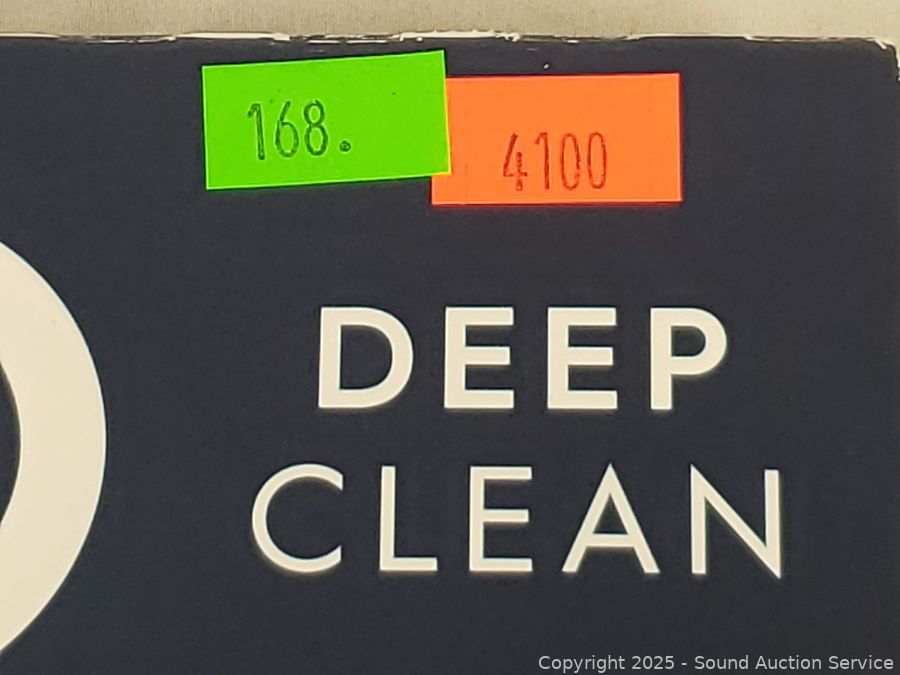 168.
4100
DEEP
CLEAN
Copyright 2025 - Sound Auction Service